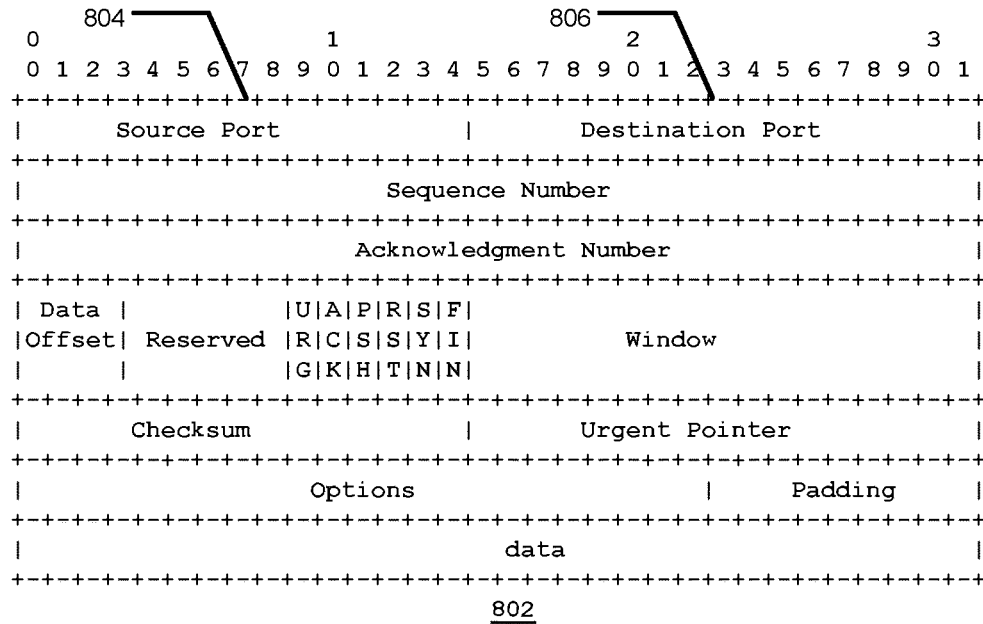 804 806
 0                   1                   2                   3
 0 1 2 3 4 5 6 7 8 9 0 1 2 3 4 5 6 7 8 9 0 1 2 3 4 5 6 7 8 9 0 1
+-+-+-+-+-+-+-+-+-+-+-+-+-+-+-+-+-+-+-+-+-+-+-+-+-+-+-+-+-+-+-+-+
|      Source Port            |       Destination Port          |
+-+-+-+-+-+-+-+-+-+-+-+-+-+-+-+-+-+-+-+-+-+-+-+-+-+-+-+-+-+-+-+-+
|                        Sequence Number                        |
+-+-+-+-+-+-+-+-+-+-+-+-+-+-+-+-+-+-+-+-+-+-+-+-+-+-+-+-+-+-+-+-+
|                      Acknowledgment Number                    |
+-+-+-+-+-+-+-+-+-+-+-+-+-+-+-+-+-+-+-+-+-+-+-+-+-+-+-+-+-+-+-+-+
| Data |          |U|A|P|R|S|F|                                 |
|Offset| Reserved |R|C|S|S|Y|I|          Window                 |
|      |          |G|K|H|T|N|N|                                 |
+-+-+-+-+-+-+-+-+-+-+-+-+-+-+-+-+-+-+-+-+-+-+-+-+-+-+-+-+-+-+-+-+
|       Checksum              |       Urgent Pointer            |
+-+-+-+-+-+-+-+-+-+-+-+-+-+-+-+-+-+-+-+-+-+-+-+-+-+-+-+-+-+-+-+-+
|                   Options                   |     Padding     |
+-+-+-+-+-+-+-+-+-+-+-+-+-+-+-+-+-+-+-+-+-+-+-+-+-+-+-+-+-+-+-+-+
|                                data                           |
+-+-+-+-+-+-+-+-+-+-+-+-+-+-+-+-+-+-+-+-+-+-+-+-+-+-+-+-+-+-+-+-+
802